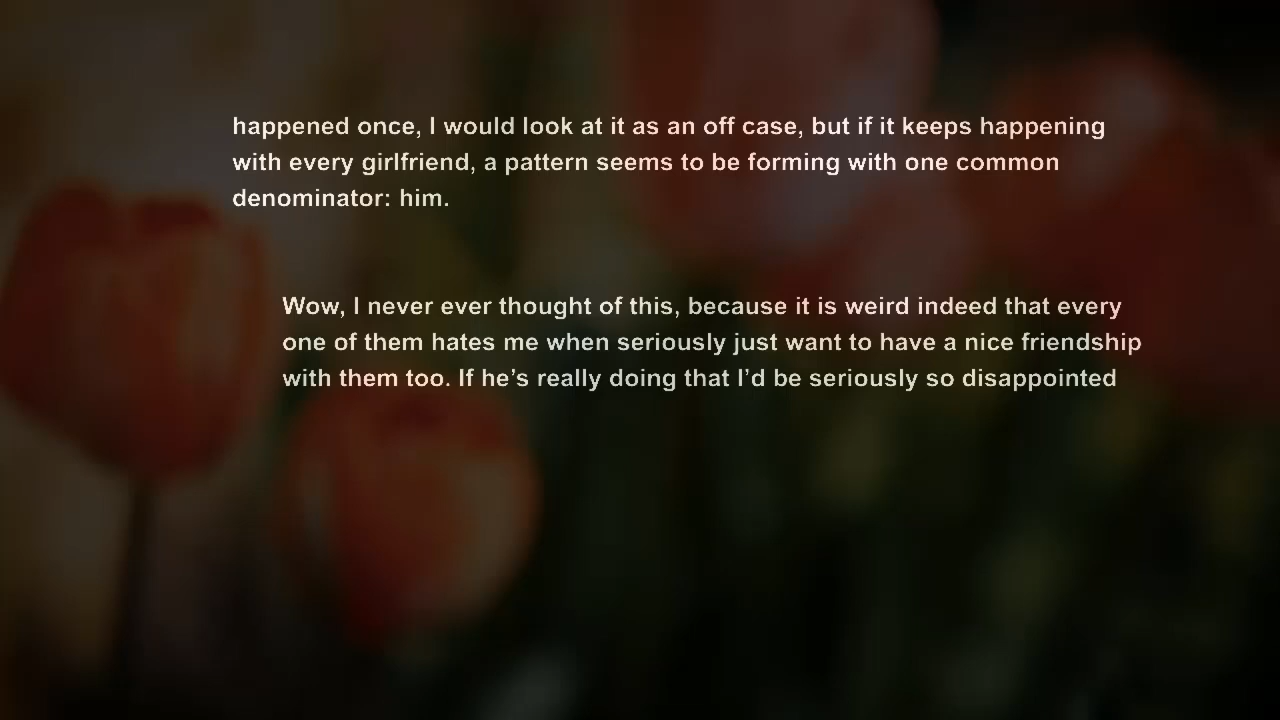 happened once, I would look at it as an off case, but if it keeps happening
with every girlfriend, a pattern seems to be forming with one common
denominator: him.
Wow, I never ever thought of this, because it is weird indeed that every
one of them hates me when seriously just want to have a nice friendship
with them too. If he’s really doing that I’d be seriously so disappointed